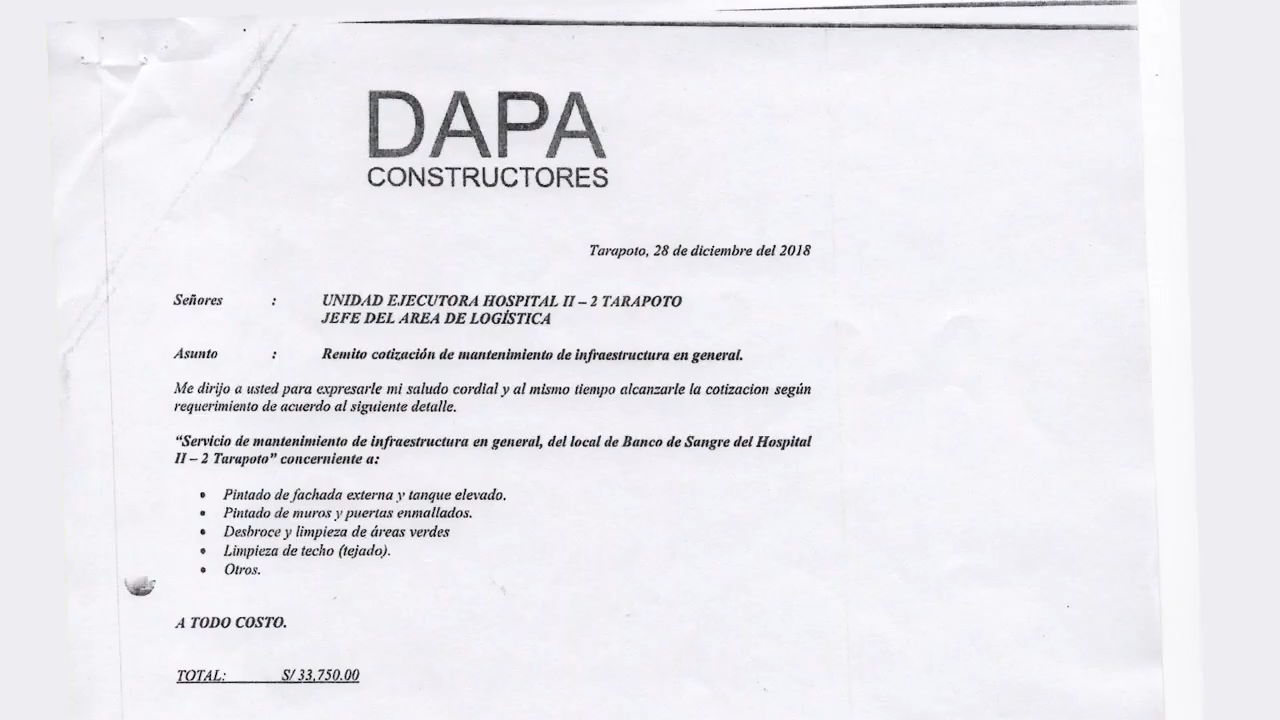 DAPA
CONSTRUCTORES
Tarapoto, 28 de diciembre del 2018
Señores : UNIDAD EJECUTORA HOSPITAL II – 2 TARAPOTO
JEFE DEL AREA DE LOGÍSTICA
Asunto : Remito cotización de mantenimiento de infraestructura en general.
Me dirijo a usted para expresarle mi saludo cordial y al mismo tiempo alcanzarle la cotizacion según
requerimiento de acuerdo al siguiente detalle.
“Servicio de mantenimiento de infraestructura en general, del local de Banco de Sangre del Hospital
II – 2 Tarapoto” concerniente a:
• Pintado de fachada externa y tanque elevado.
• Pintado de muros y puertas enmallados.
• Desbroce y limpieza de áreas verdes
• Limpieza de techo (tejado).
• Otros.
A TODO COSTO.
TOTAL: S/ 33,750.00